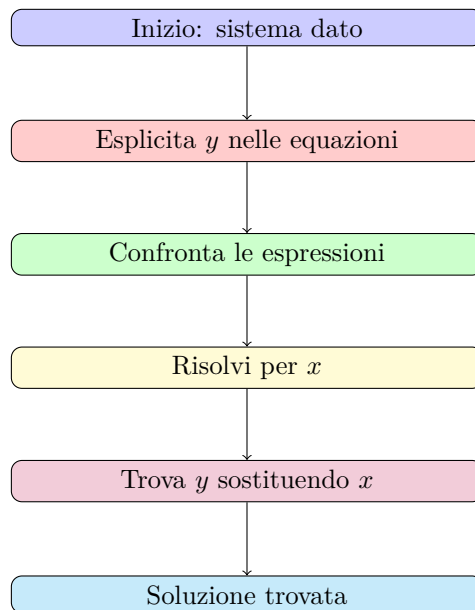 Inizio: sistema dato
Esplicita y nelle equazioni
Confronta le espressioni
Risolvi per x
Trova y sostituendo x
Soluzione trovata